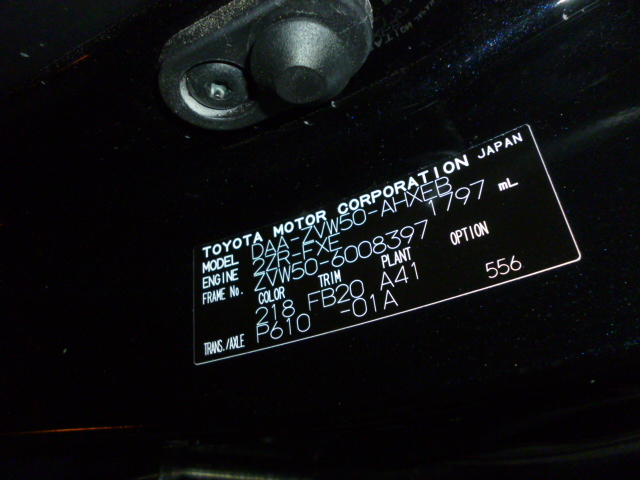 TOYOTA MOTOR CORPORATION JAPAN
MODEL DAA-ZVW50-AHXEB
ENGINE 2ZR-FXE 1797 mL
FRAME No. ZVW50-6008397
COLOR TRIM PLANT OPTION
218 FB20 A41 556
TRANS./AXLE P610 -01A